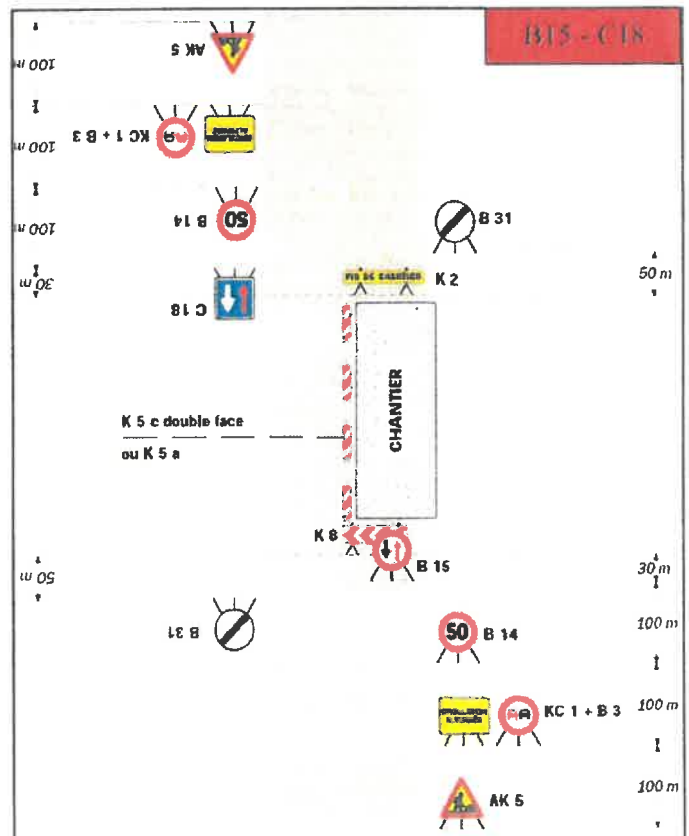 B15 - C18
100 m
AK 5
100 m
KC 1 + B 3
100 m
B 14
50
B 31
30 m
C 18
FIN DE CHANTIER
K 2
50 m
CHANTIER
K 5 c double face
ou K 5 a
K 8
B 15
50 m
30 m
B 31
50
B 14
100 m
KC 1 + B 3
100 m
AK 5
100 m